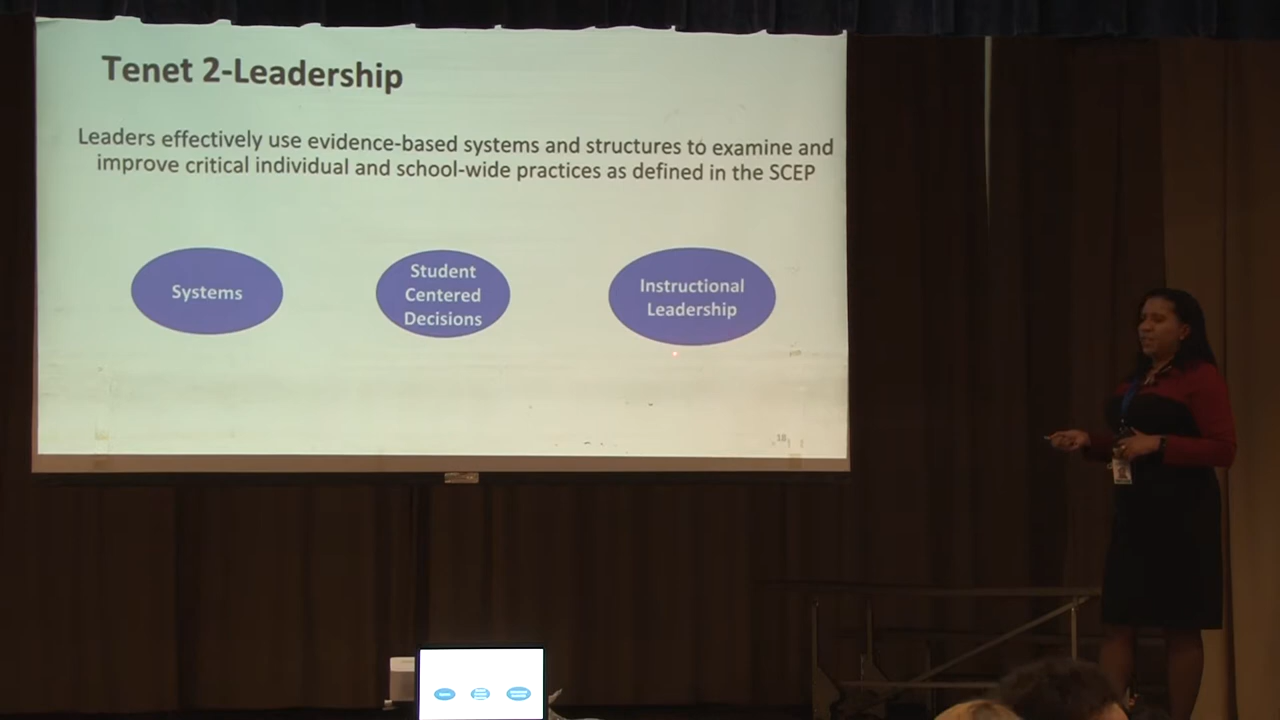 Tenet 2-Leadership
Leaders effectively use evidence-based systems and structures to examine and
improve critical individual and school-wide practices as defined in the SCEP
Systems
Student
Centered
Decisions
Instructional
Leadership
18